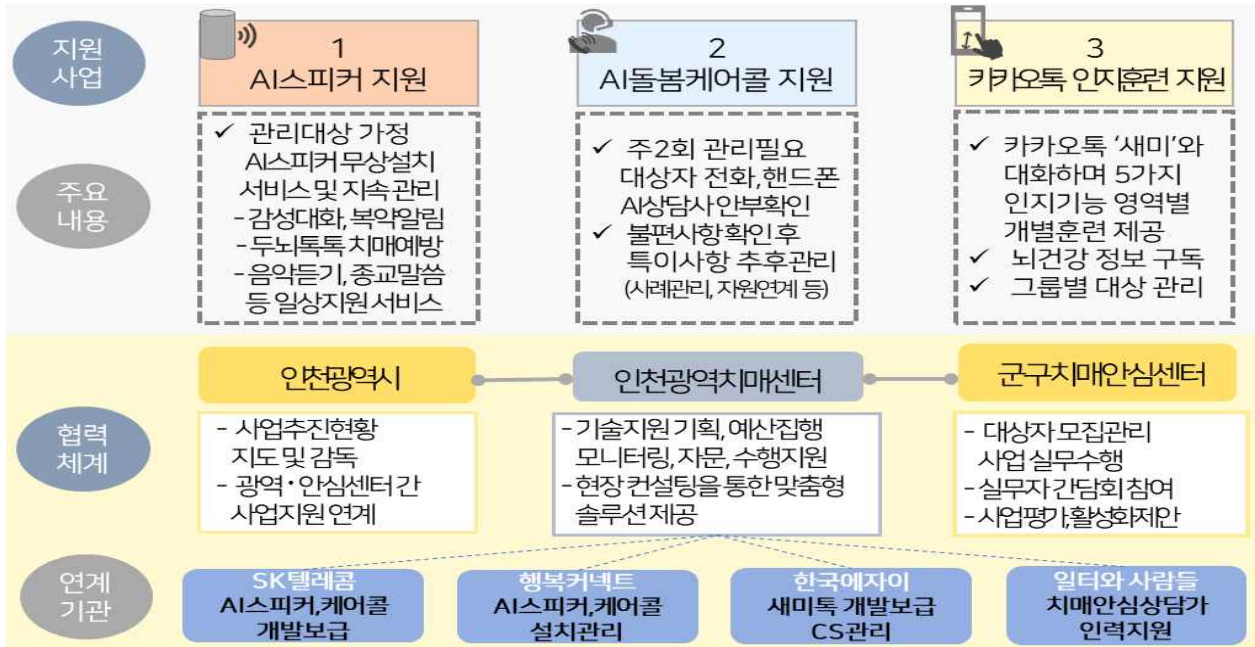 지원
사업
1
AI스피커 지원
2
AI돌봄케어콜 지원
3
카카오톡 인지훈련 지원
주요
내용
✓ 관리대상 가정
AI스피커 무상설치
서비스 및 지속 관리
- 감성대화, 복약알림
- 두뇌톡톡 치매예방
- 음악듣기, 종교말씀
등 일상지원 서비스
✓ 주2회 관리필요
대상자 전화, 핸드폰
AI상담사 안부확인
✓ 불편사항 확인 후
특이사항 추후관리
(사례관리, 자원연계 등)
✓ 카카오톡 ‘새미’와
대화하며 5가지
인지기능 영역별
개별훈련 제공
✓ 뇌건강 정보 구독
✓ 그룹별 대상 관리
협력
체계
인천광역시
- 사업추진현황
지도 및 감독
- 광역·안심센터 간
사업지원 연계
인천광역치매센터
- 기술지원 기획, 예산집행
모니터링, 자문, 수행지원
- 현장 컨설팅을 통한 맞춤형
솔루션 제공
군구치매안심센터
- 대상자 모집관리
사업 실무수행
- 실무자 간담회 참여
- 사업평가, 활성화제안
연계
기관
SK텔레콤
AI스피커,케어콜
개발보급
행복커넥트
AI스피커,케어콜
설치관리
한국에자이
새미톡 개발보급
CS관리
일터와 사람들
치매안심상담가
인력지원